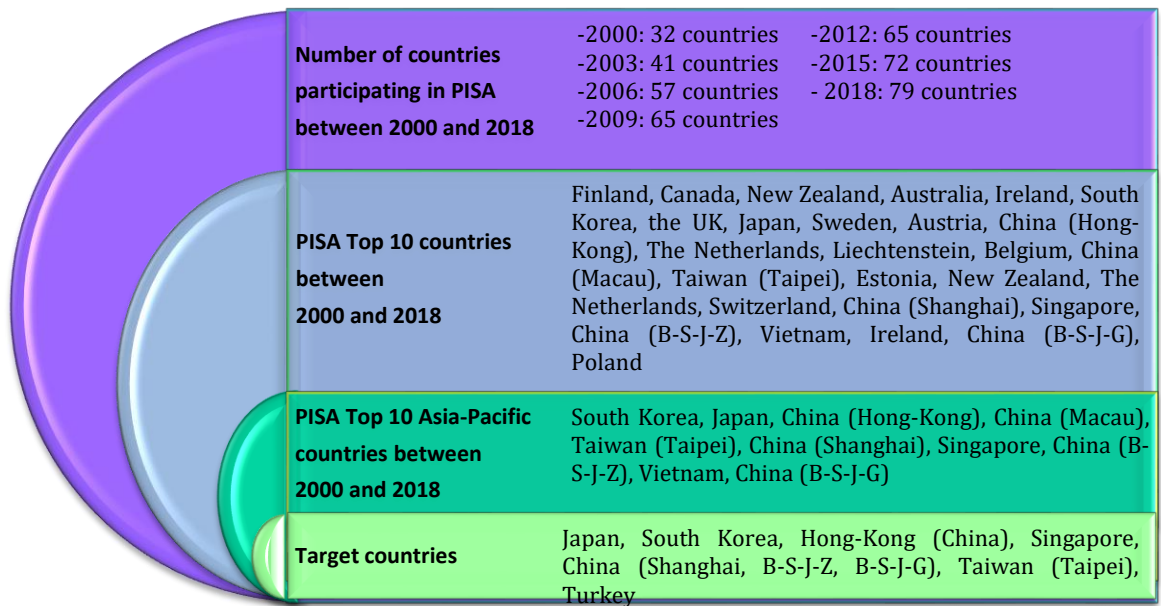 Number of countries
participating in PISA
between 2000 and 2018
-2000: 32 countries
-2003: 41 countries
-2006: 57 countries
-2009: 65 countries
-2012: 65 countries
-2015: 72 countries
- 2018: 79 countries
PISA Top 10 countries
between
2000 and 2018
Finland, Canada, New Zealand, Australia, Ireland, South
Korea, the UK, Japan, Sweden, Austria, China (Hong-
Kong), The Netherlands, Liechtenstein, Belgium, China
(Macau), Taiwan (Taipei), Estonia, New Zealand, The
Netherlands, Switzerland, China (Shanghai), Singapore,
China (B-S-J-Z), Vietnam, Ireland, China (B-S-J-G),
Poland
PISA Top 10 Asia-Pacific
countries between
2000 and 2018
South Korea, Japan, China (Hong-Kong), China (Macau),
Taiwan (Taipei), China (Shanghai), Singapore, China (B-
S-J-Z), Vietnam, China (B-S-J-G)
Target countries
Japan, South Korea, Hong-Kong (China), Singapore,
China (Shanghai, B-S-J-Z, B-S-J-G), Taiwan (Taipei),
Turkey